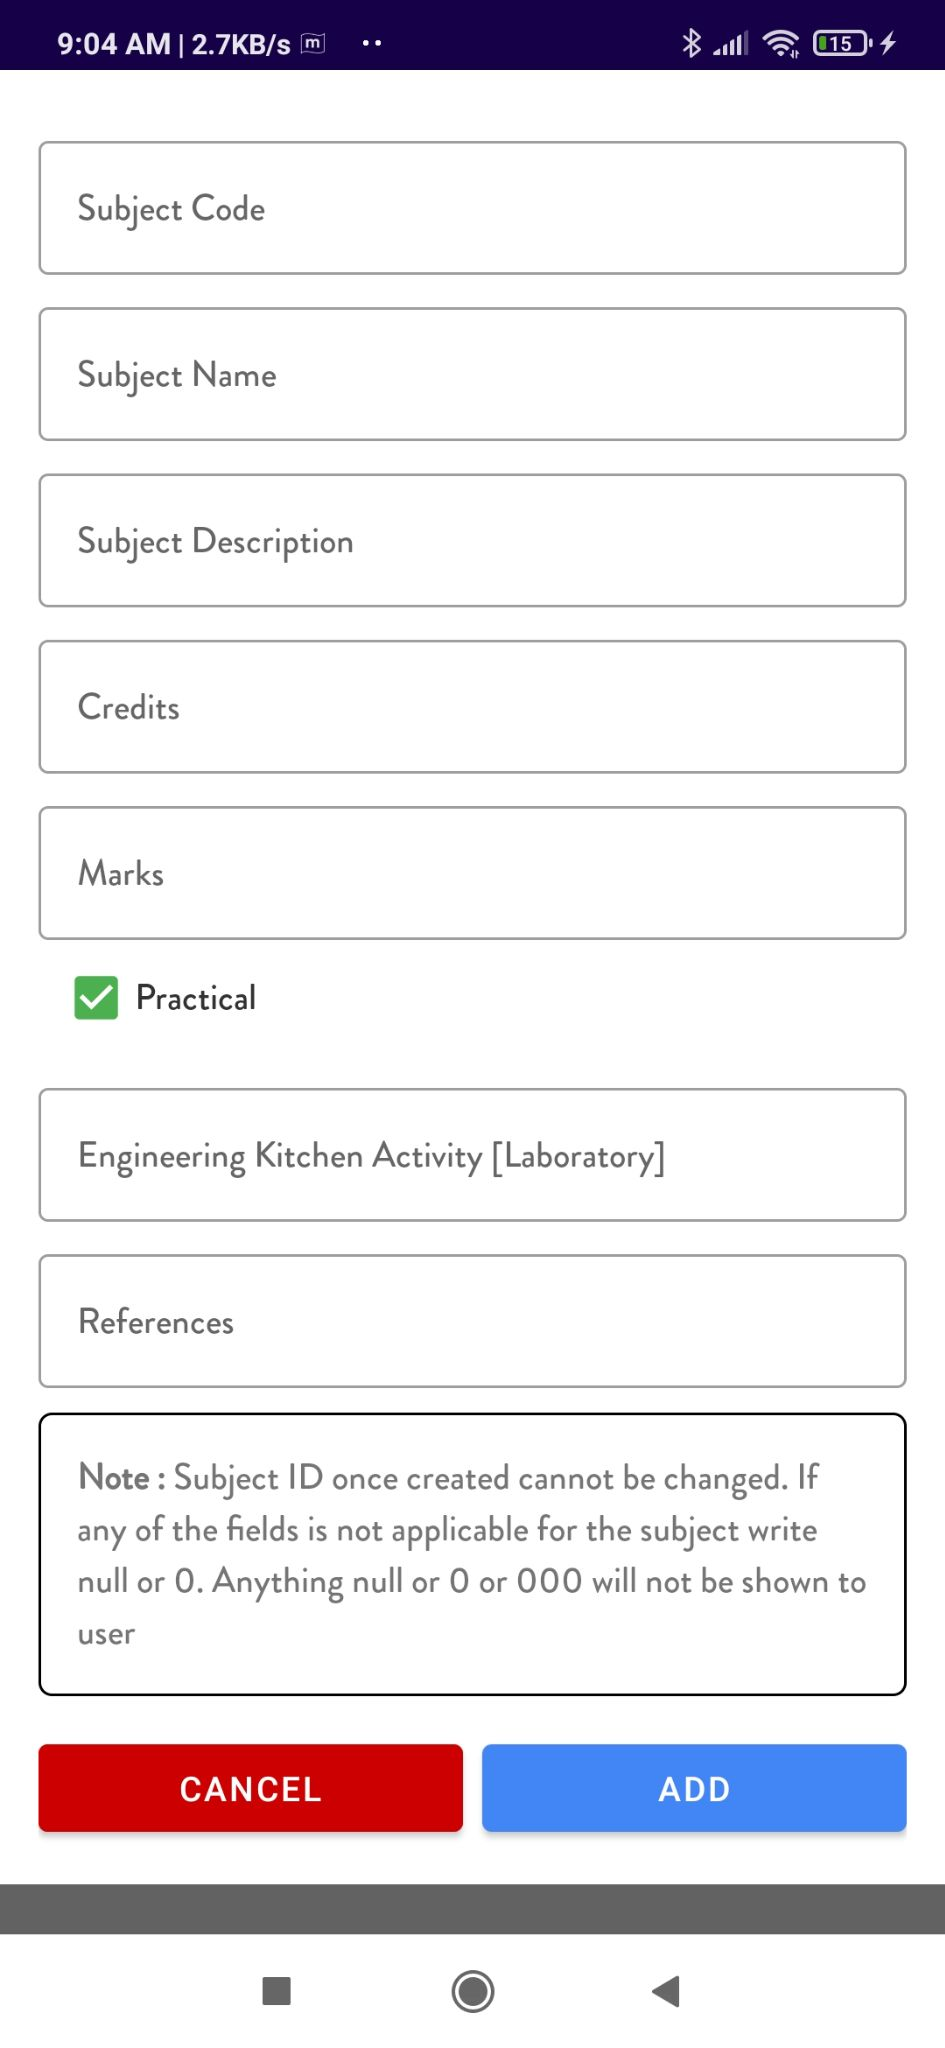 9:04 AM | 2.7KB/s m
15
Subject Code
Subject Name
Subject Description
Credits
Marks
Practical
Engineering Kitchen Activity [Laboratory]
References
Note : Subject ID once created cannot be changed. If
any of the fields is not applicable for the subject write
null or 0. Anything null or 0 or 000 will not be shown to
user
CANCEL
ADD